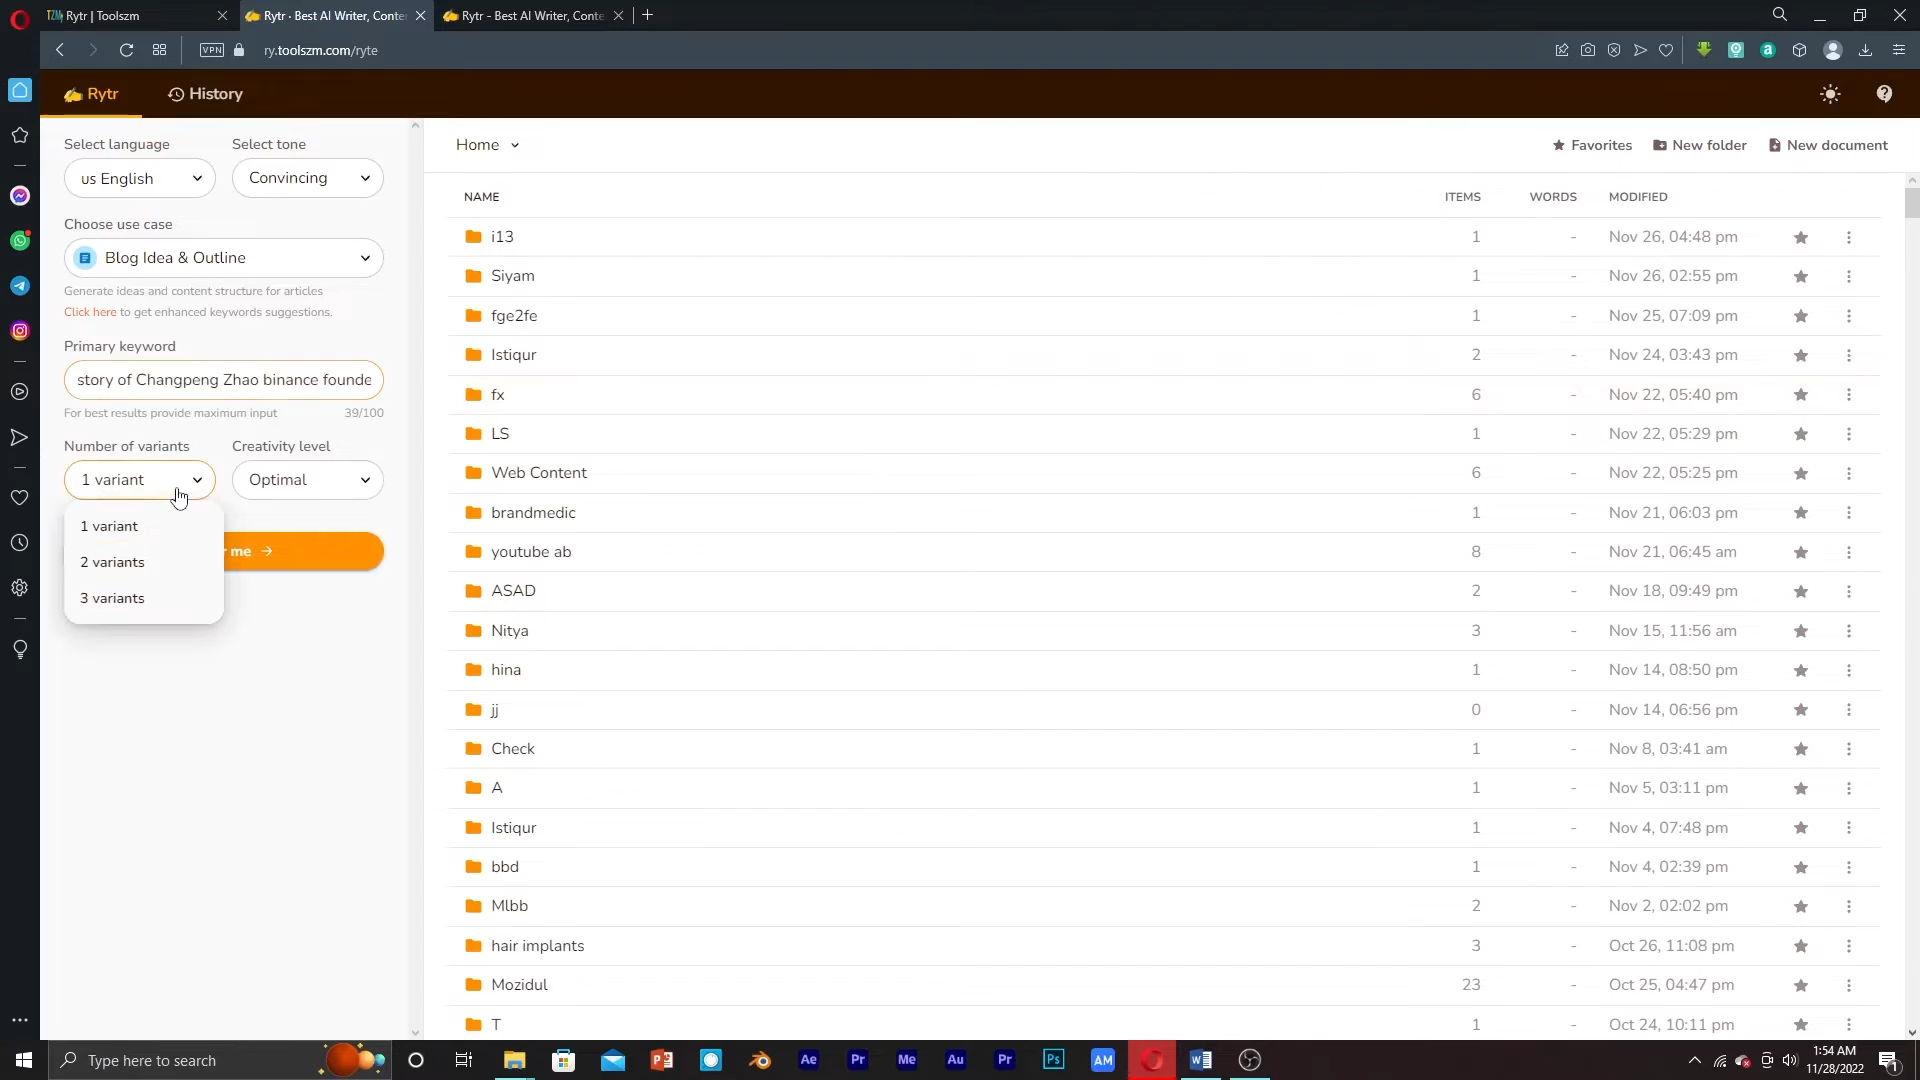 Rytr | Toolszm
Rytr · Best AI Writer, Conte
Rytr - Best AI Writer, Conte
VPN
ry.toolszm.com/ryte
Rytr
History
Select language
Select tone
us English
Convincing
Choose use case
Blog Idea & Outline
Generate ideas and content structure for articles
Click here to get enhanced keywords suggestions.
Primary keyword
story of Changpeng Zhao binance founde
For best results provide maximum input
39/100
Number of variants
Creativity level
1 variant
Optimal
1 variant
2 variants
3 variants
r me →
Home
Favorites
New folder
New document
NAME ITEMS WORDS MODIFIED
i13 1 - Nov 26, 04:48 pm
Siyam 1 - Nov 26, 02:55 pm
fge2fe 1 - Nov 25, 07:09 pm
Istiqur 2 - Nov 24, 03:43 pm
fx 6 - Nov 22, 05:40 pm
LS 1 - Nov 22, 05:29 pm
Web Content 6 - Nov 22, 05:25 pm
brandmedic 1 - Nov 21, 06:03 pm
youtube ab 8 - Nov 21, 06:45 am
ASAD 2 - Nov 18, 09:49 pm
Nitya 3 - Nov 15, 11:56 am
hina 1 - Nov 14, 08:50 pm
jj 0 - Nov 14, 06:56 pm
Check 1 - Nov 8, 03:41 am
A 1 - Nov 5, 03:11 pm
Istiqur 1 - Nov 4, 07:48 pm
bbd 1 - Nov 4, 02:39 pm
Mlbb 2 - Nov 2, 02:02 pm
hair implants 3 - Oct 26, 11:08 pm
Mozidul 23 - Oct 25, 04:47 pm
T 1 - Oct 24, 10:11 pm
Type here to search
Ae
Pr
Me
Au
Pr
Ps
AM
1:54 AM
11/28/2022
1